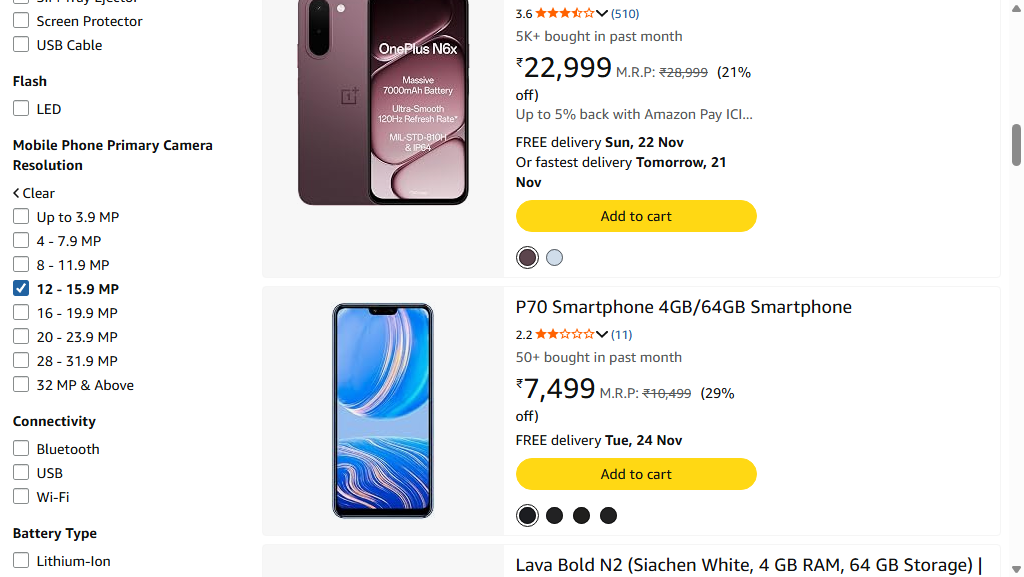 SIM Tray Ejector
Screen Protector
USB Cable
Flash
LED
Mobile Phone Primary Camera
Resolution
Clear
Up to 3.9 MP
4 - 7.9 MP
8 - 11.9 MP
12 - 15.9 MP
16 - 19.9 MP
20 - 23.9 MP
28 - 31.9 MP
32 MP & Above
Connectivity
Bluetooth
USB
Wi-Fi
Battery Type
Lithium-Ion
OnePlus N6x
Massive
7000mAh Battery
Ultra-Smooth
120Hz Refresh Rate*
MIL-STD-810H
& IP64
3.6 (510)
5K+ bought in past month
₹22,999 M.R.P: ₹28,999 (21%
off)
Up to 5% back with Amazon Pay ICI…
FREE delivery Sun, 22 Nov
Or fastest delivery Tomorrow, 21
Nov
Add to cart
P70 Smartphone 4GB/64GB Smartphone
2.2 (11)
50+ bought in past month
₹7,499 M.R.P: ₹10,499 (29%
off)
FREE delivery Tue, 24 Nov
Add to cart
Lava Bold N2 (Siachen White, 4 GB RAM, 64 GB Storage) |